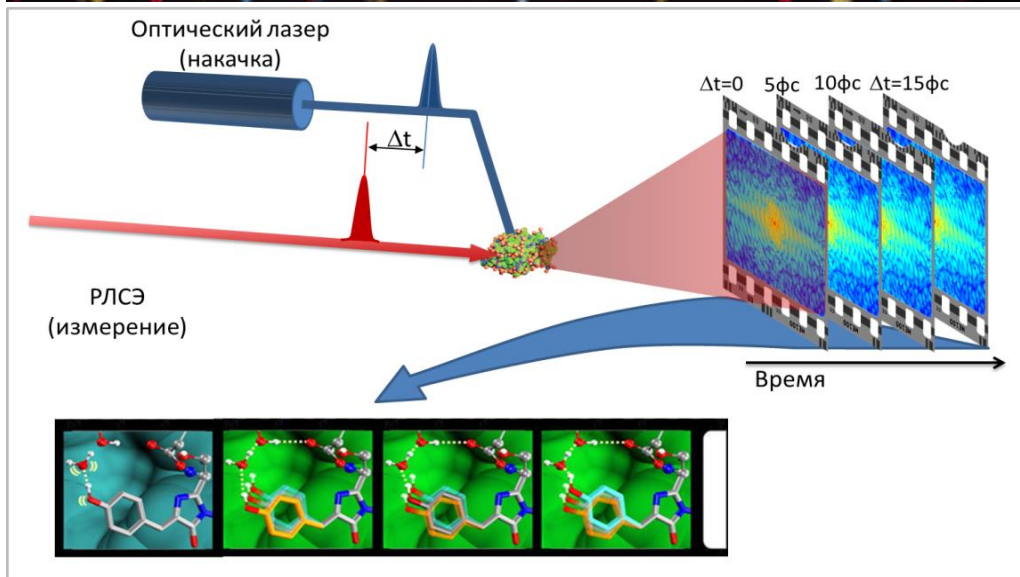 Оптический лазер
(накачка)
Δt=0
5фс
10фс
Δt=15фс
Δt
РЛСЭ
(измерение)
Время